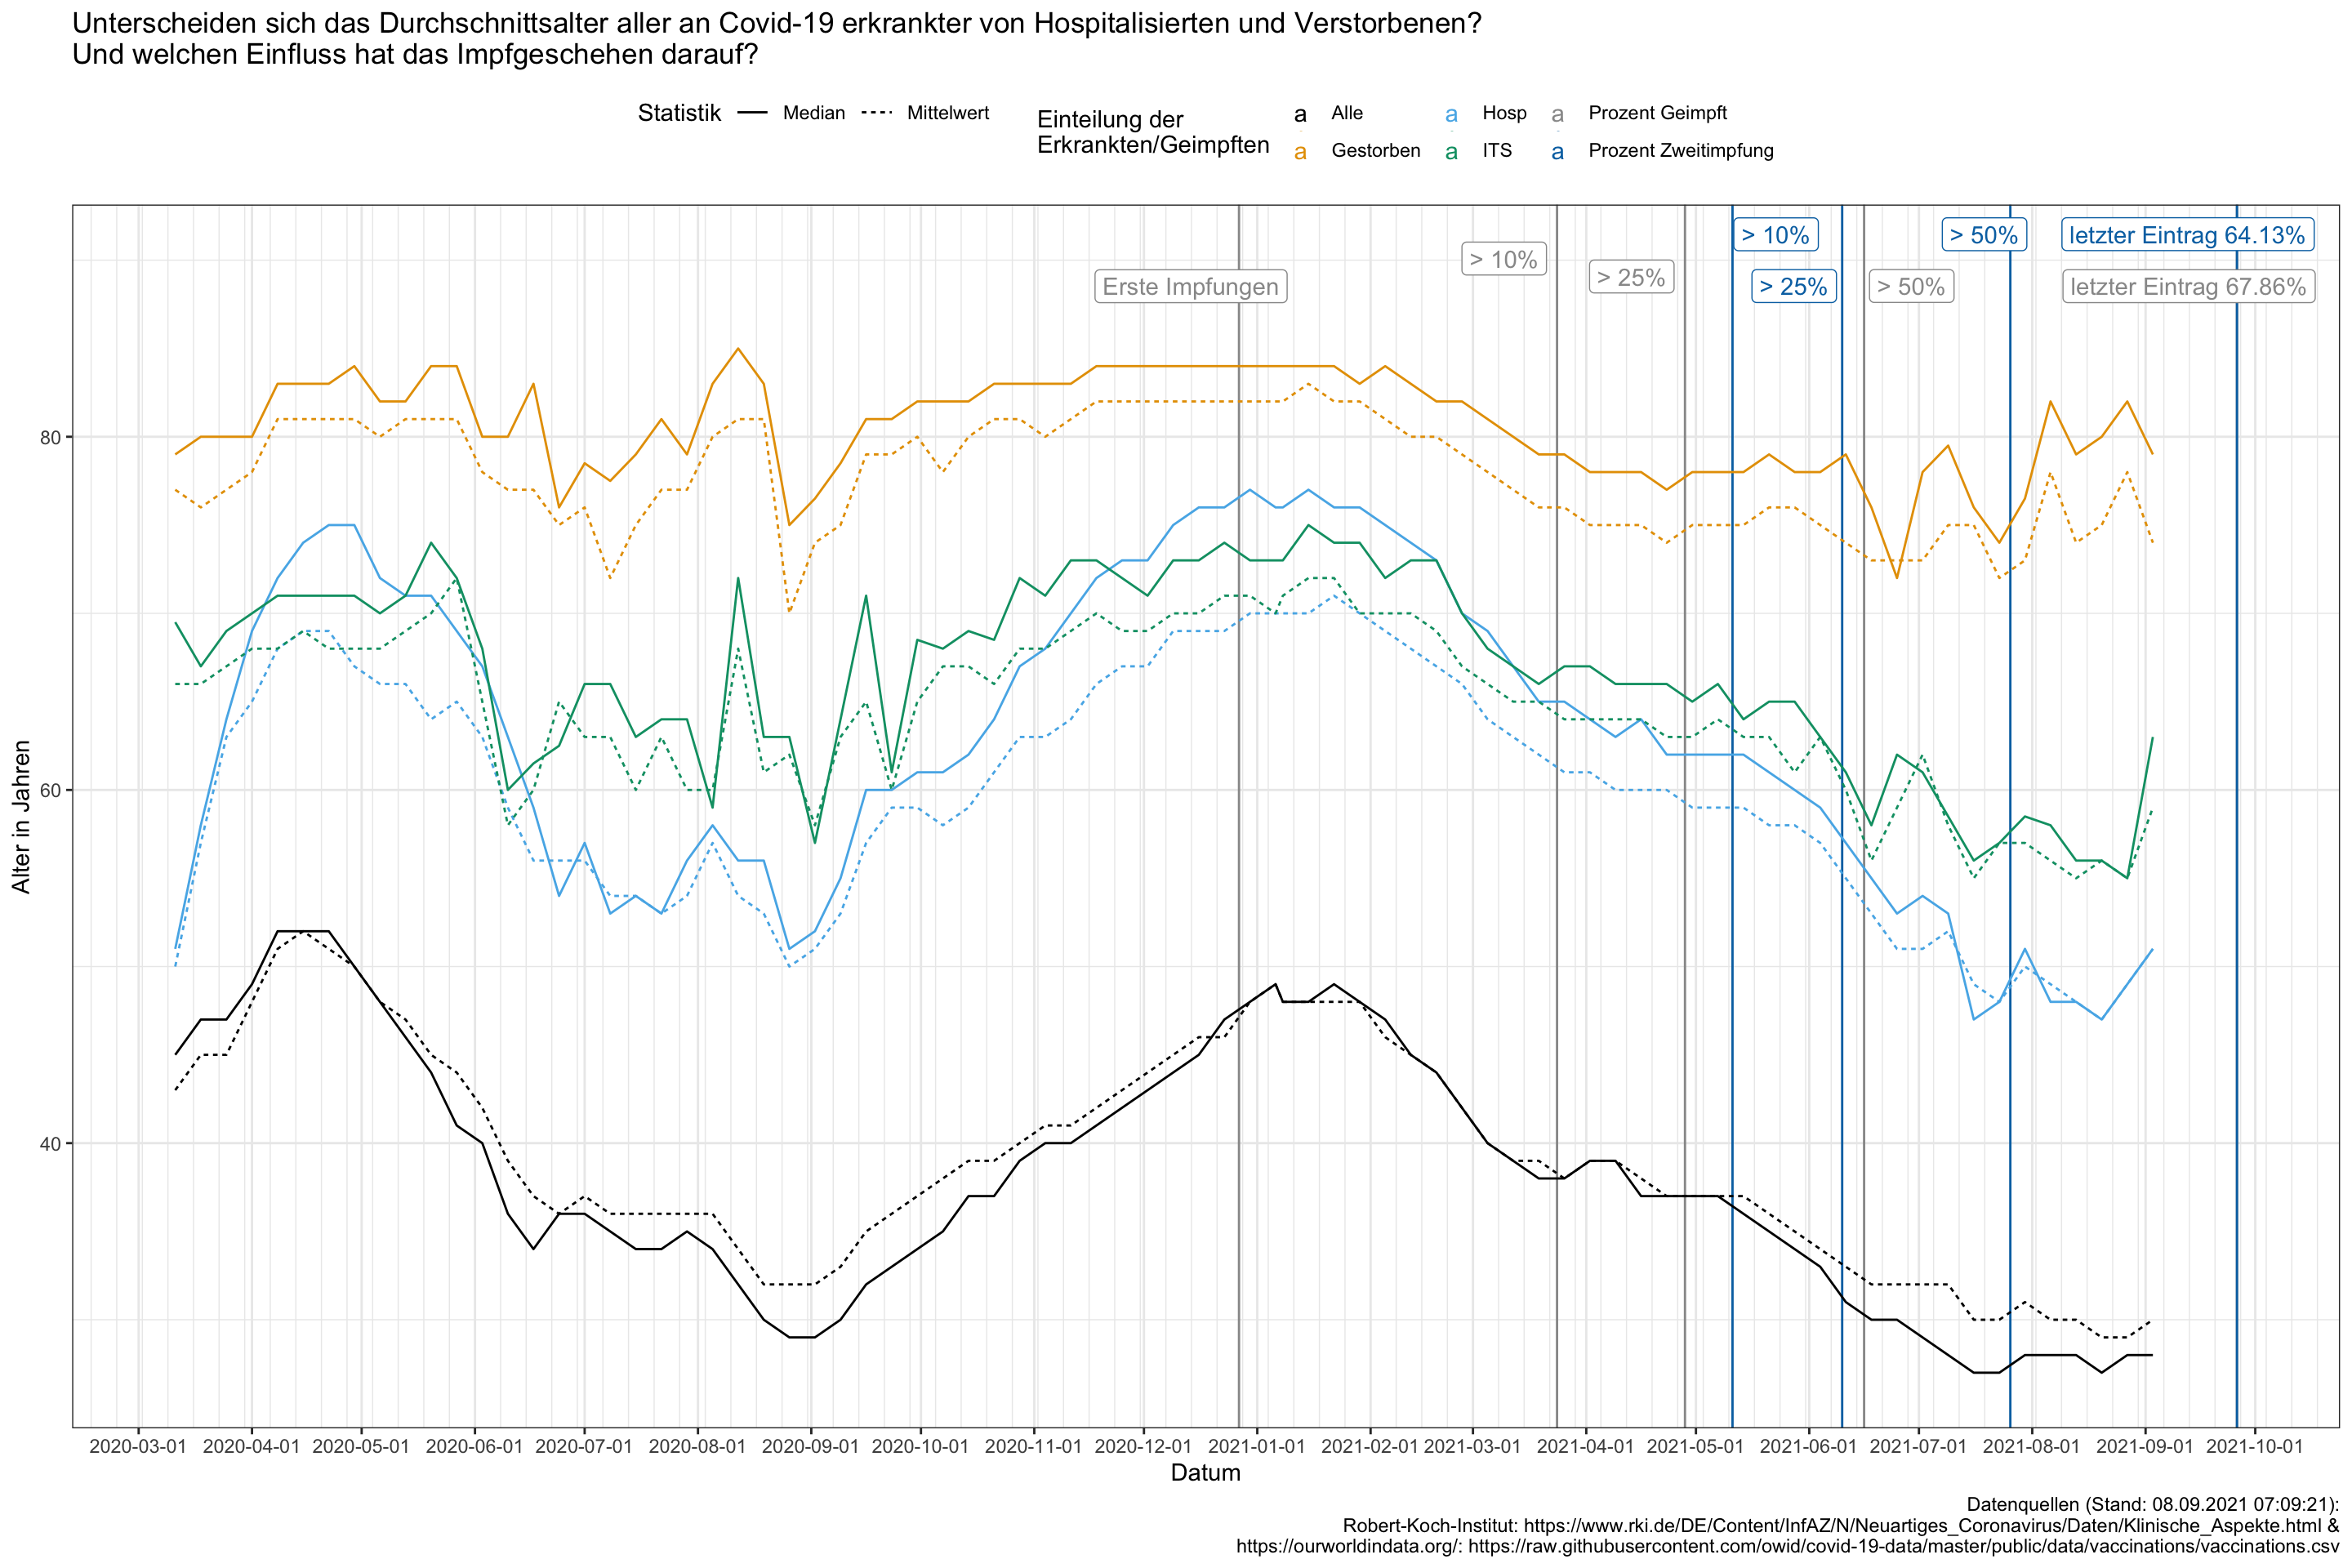 Unterscheiden sich das Durchschnittsalter aller an Covid-19 erkrankter von Hospitalisierten und Verstorbenen?
Und welchen Einfluss hat das Impfgeschehen darauf?
Statistik Median Mittelwert
Einteilung der
Erkrankten/Geimpften
a Alle a Hosp a Prozent Geimpft
a Gestorben a ITS a Prozent Zweitimpfung
> 10% > 50% letzter Eintrag 64.13%
> 10% > 25%
Erste Impfungen > 25% > 50% letzter Eintrag 67.86%
80
60
40
Alter in Jahren
2020-03-01 2020-04-01 2020-05-01 2020-06-01 2020-07-01 2020-08-01 2020-09-01 2020-10-01 2020-11-01 2020-12-01 2021-01-01 2021-02-01 2021-03-01 2021-04-01 2021-05-01 2021-06-01 2021-07-01 2021-08-01 2021-09-01 2021-10-01
Datum
Datenquellen (Stand: 08.09.2021 07:09:21):
Robert-Koch-Institut: https://www.rki.de/DE/Content/InfAZ/N/Neuartiges_Coronavirus/Daten/Klinische_Aspekte.html &
https://ourworldindata.org/: https://raw.githubusercontent.com/owid/covid-19-data/master/public/data/vaccinations/vaccinations.csv